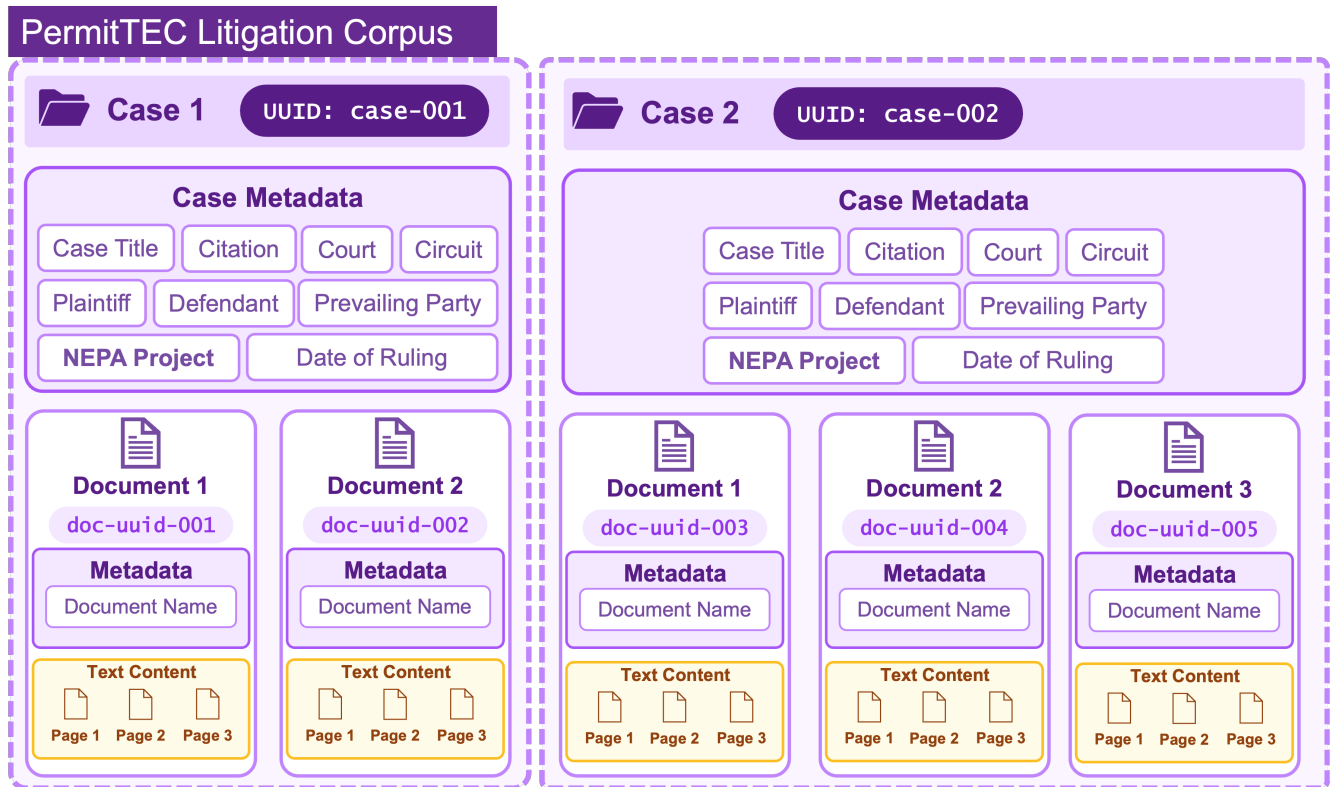 PermitTEC Litigation Corpus
Case 1
UUID: case-001
Case Metadata
Case Title
Citation
Court
Circuit
Plaintiff
Defendant
Prevailing Party
NEPA Project
Date of Ruling
Document 1
doc-uuid-001
Metadata
Document Name
Text Content
Page 1
Page 2
Page 3
Document 2
doc-uuid-002
Metadata
Document Name
Text Content
Page 1
Page 2
Page 3
Case 2
UUID: case-002
Case Metadata
Case Title
Citation
Court
Circuit
Plaintiff
Defendant
Prevailing Party
NEPA Project
Date of Ruling
Document 1
doc-uuid-003
Metadata
Document Name
Text Content
Page 1
Page 2
Page 3
Document 2
doc-uuid-004
Metadata
Document Name
Text Content
Page 1
Page 2
Page 3
Document 3
doc-uuid-005
Metadata
Document Name
Text Content
Page 1
Page 2
Page 3